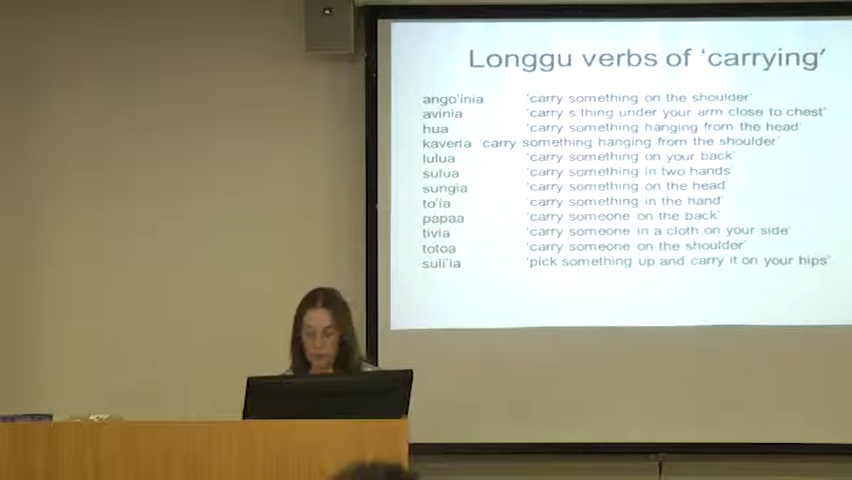 Longgu verbs of 'carrying'
ango'inia 'carry something on the shoulder'
avinia 'carry s.thing under your arm close to chest'
hua 'carry something hanging from the head'
kaveria 'carry something hanging from the shoulder'
lulua 'carry something on your back'
sulua 'carry something in two hands'
sungia 'carry something on the head'
to'ia 'carry something in the hand'
papaa 'carry someone on the back'
tivia 'carry someone in a cloth on your side'
totoa 'carry someone on the shoulder'
suli'ia 'pick something up and carry it on your hips'